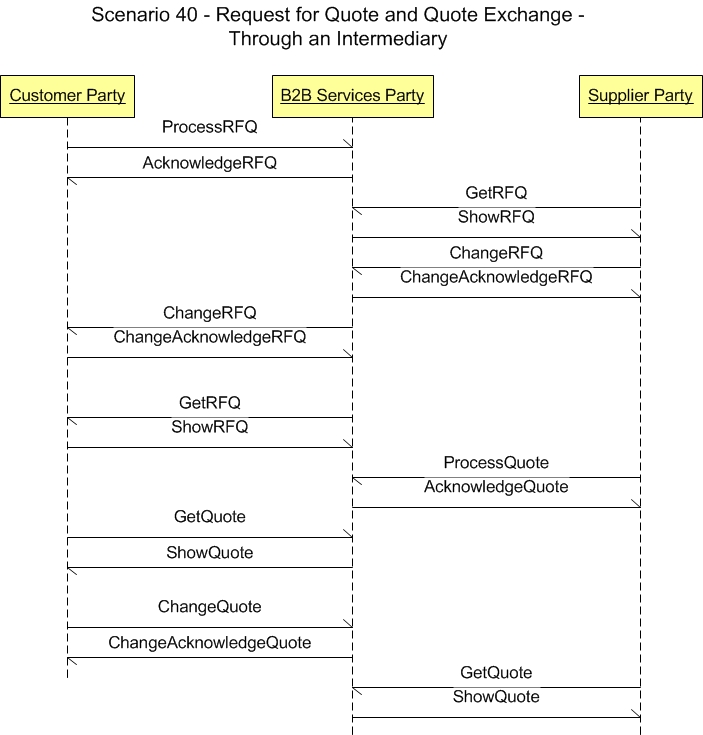 Scenario 40 - Request for Quote and Quote Exchange -
Through an Intermediary
Customer Party
B2B Services Party
Supplier Party
ProcessRFQ
AcknowledgeRFQ
GetRFQ
ShowRFQ
ChangeRFQ
ChangeAcknowledgeRFQ
ChangeRFQ
ChangeAcknowledgeRFQ
GetRFQ
ShowRFQ
ProcessQuote
AcknowledgeQuote
GetQuote
ShowQuote
ChangeQuote
ChangeAcknowledgeQuote
GetQuote
ShowQuote